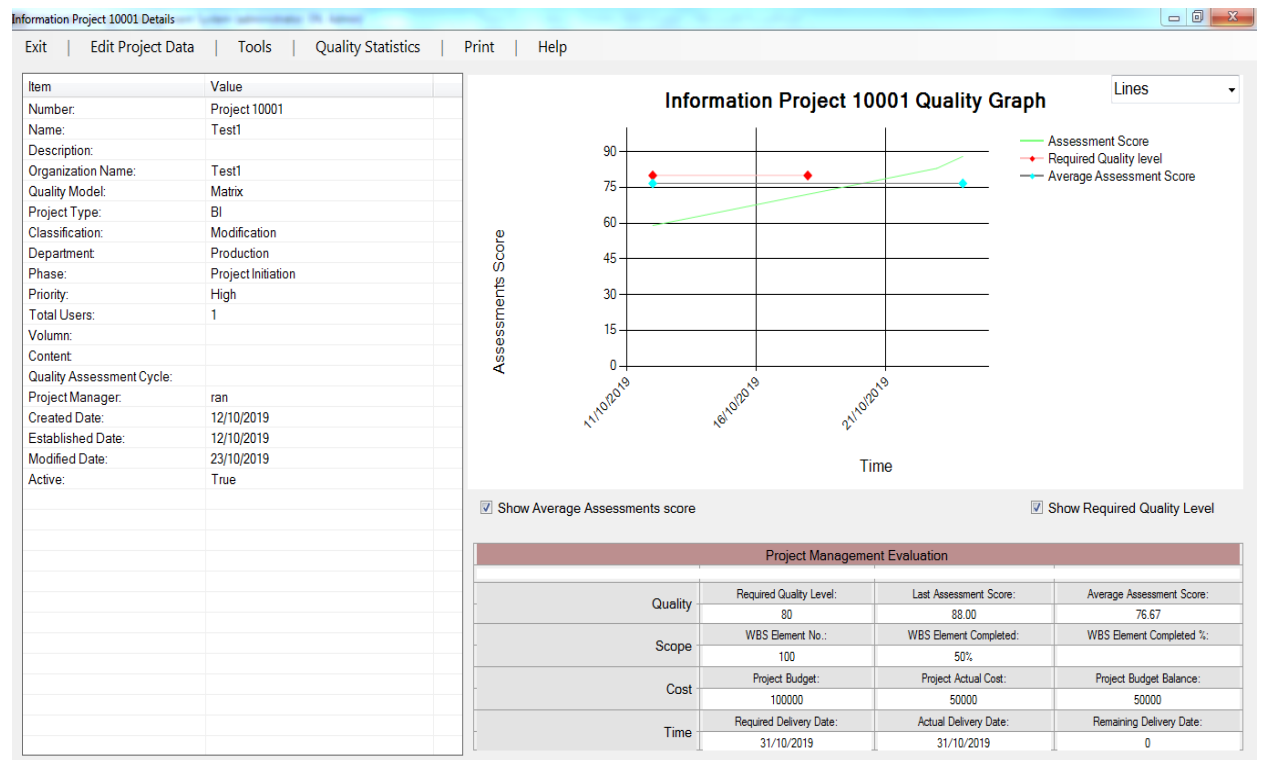 Information Project 10001 Details
Exit | Edit Project Data | Tools | Quality Statistics | Print | Help
Item Value
Number: Project 10001
Name: Test1
Description:
Organization Name: Test1
Quality Model: Matrix
Project Type: BI
Classification: Modification
Department: Production
Phase: Project Initiation
Priority: High
Total Users: 1
Volumn:
Content:
Quality Assessment Cycle:
Project Manager: ran
Created Date: 12/10/2019
Established Date: 12/10/2019
Modified Date: 23/10/2019
Active: True
Lines
Information Project 10001 Quality Graph
Assessment Score
Required Quality level
Average Assessment Score
Assessments Score
90
75
60
45
30
15
0
11/10/2019 16/10/2019 21/10/2019
Time
Show Average Assessments score Show Required Quality Level
Project Management Evaluation
Quality
Required Quality Level: Last Assessment Score: Average Assessment Score:
80 88.00 76.67
Scope
WBS Element No.: WBS Element Completed: WBS Element Completed %:
100 50%
Cost
Project Budget: Project Actual Cost: Project Budget Balance:
100000 50000 50000
Time
Required Delivery Date: Actual Delivery Date: Remaining Delivery Date:
31/10/2019 31/10/2019 0